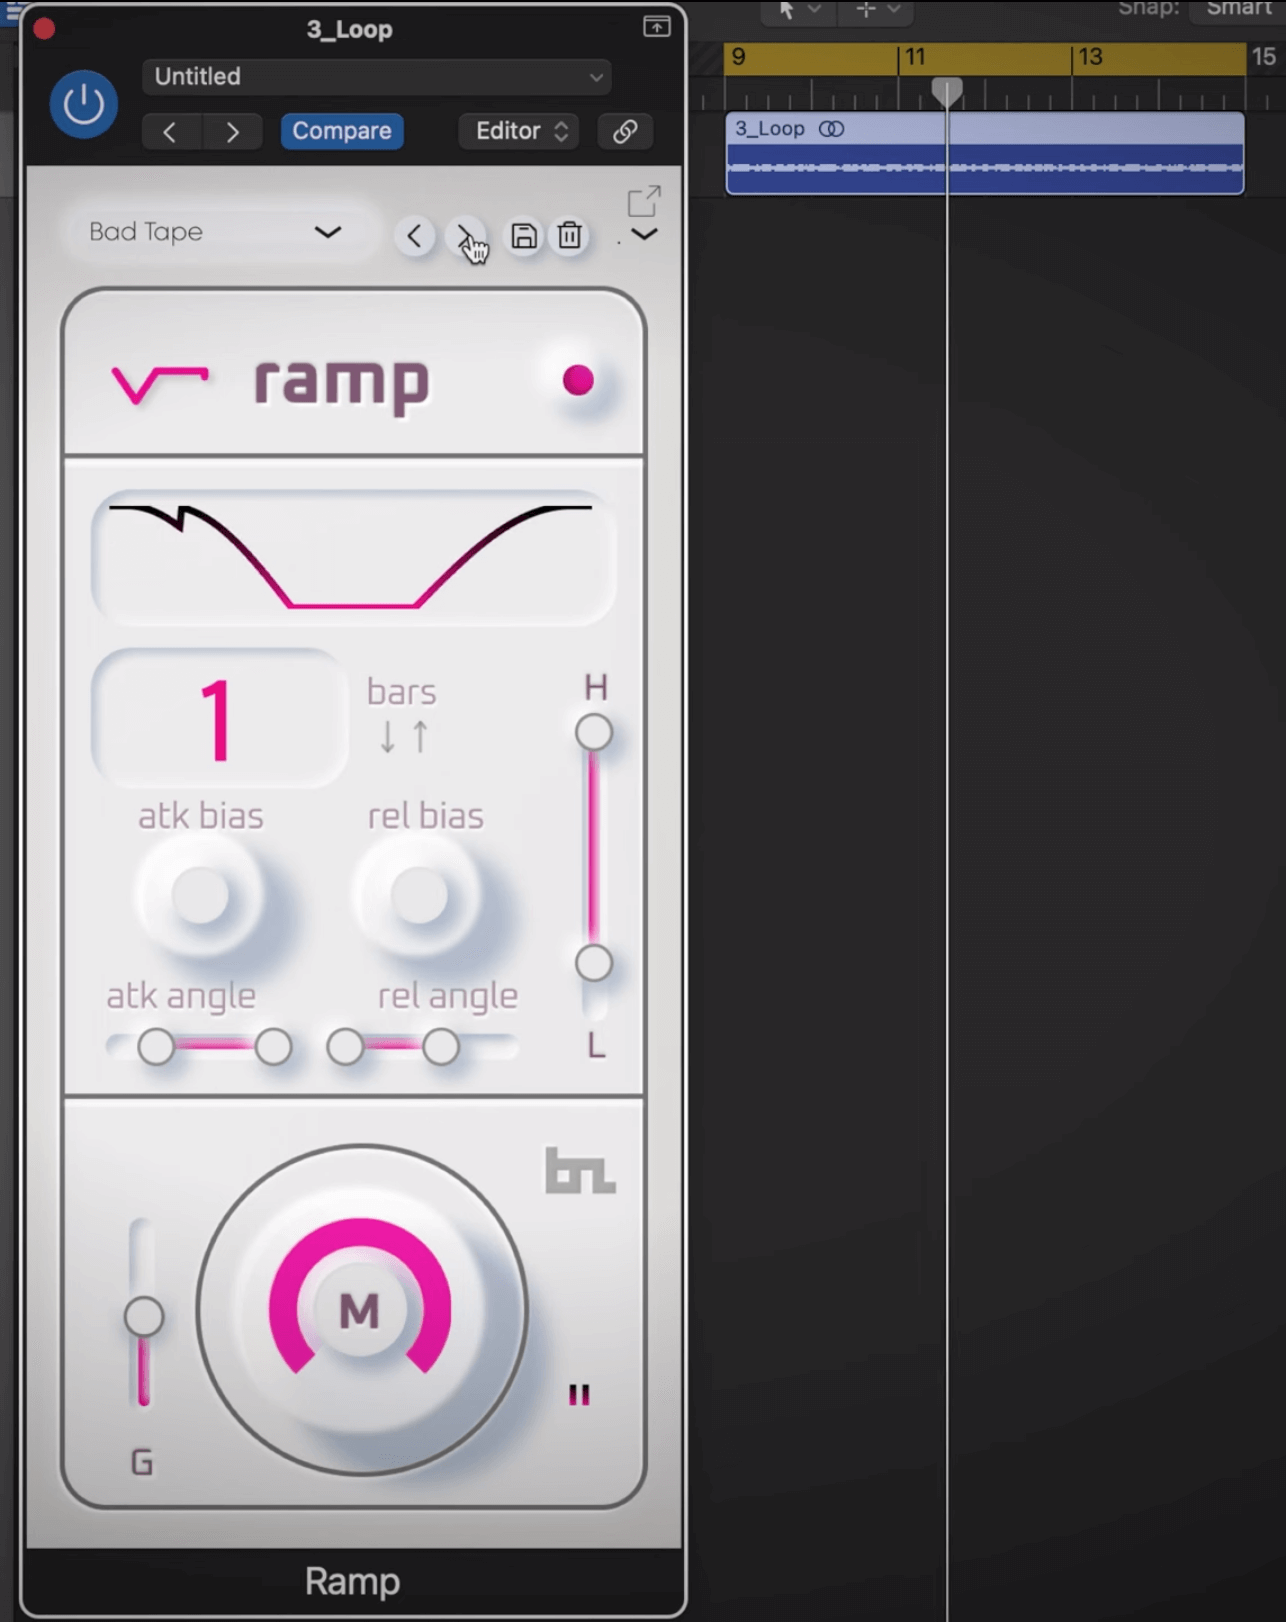 3_Loop
Snap: Smart
Untitled
9 11 13 15
Compare
Editor
3_Loop
Bad Tape
ramp
1
bars
H
atk bias
rel bias
atk angle
rel angle
L
bz
M
G
Ramp